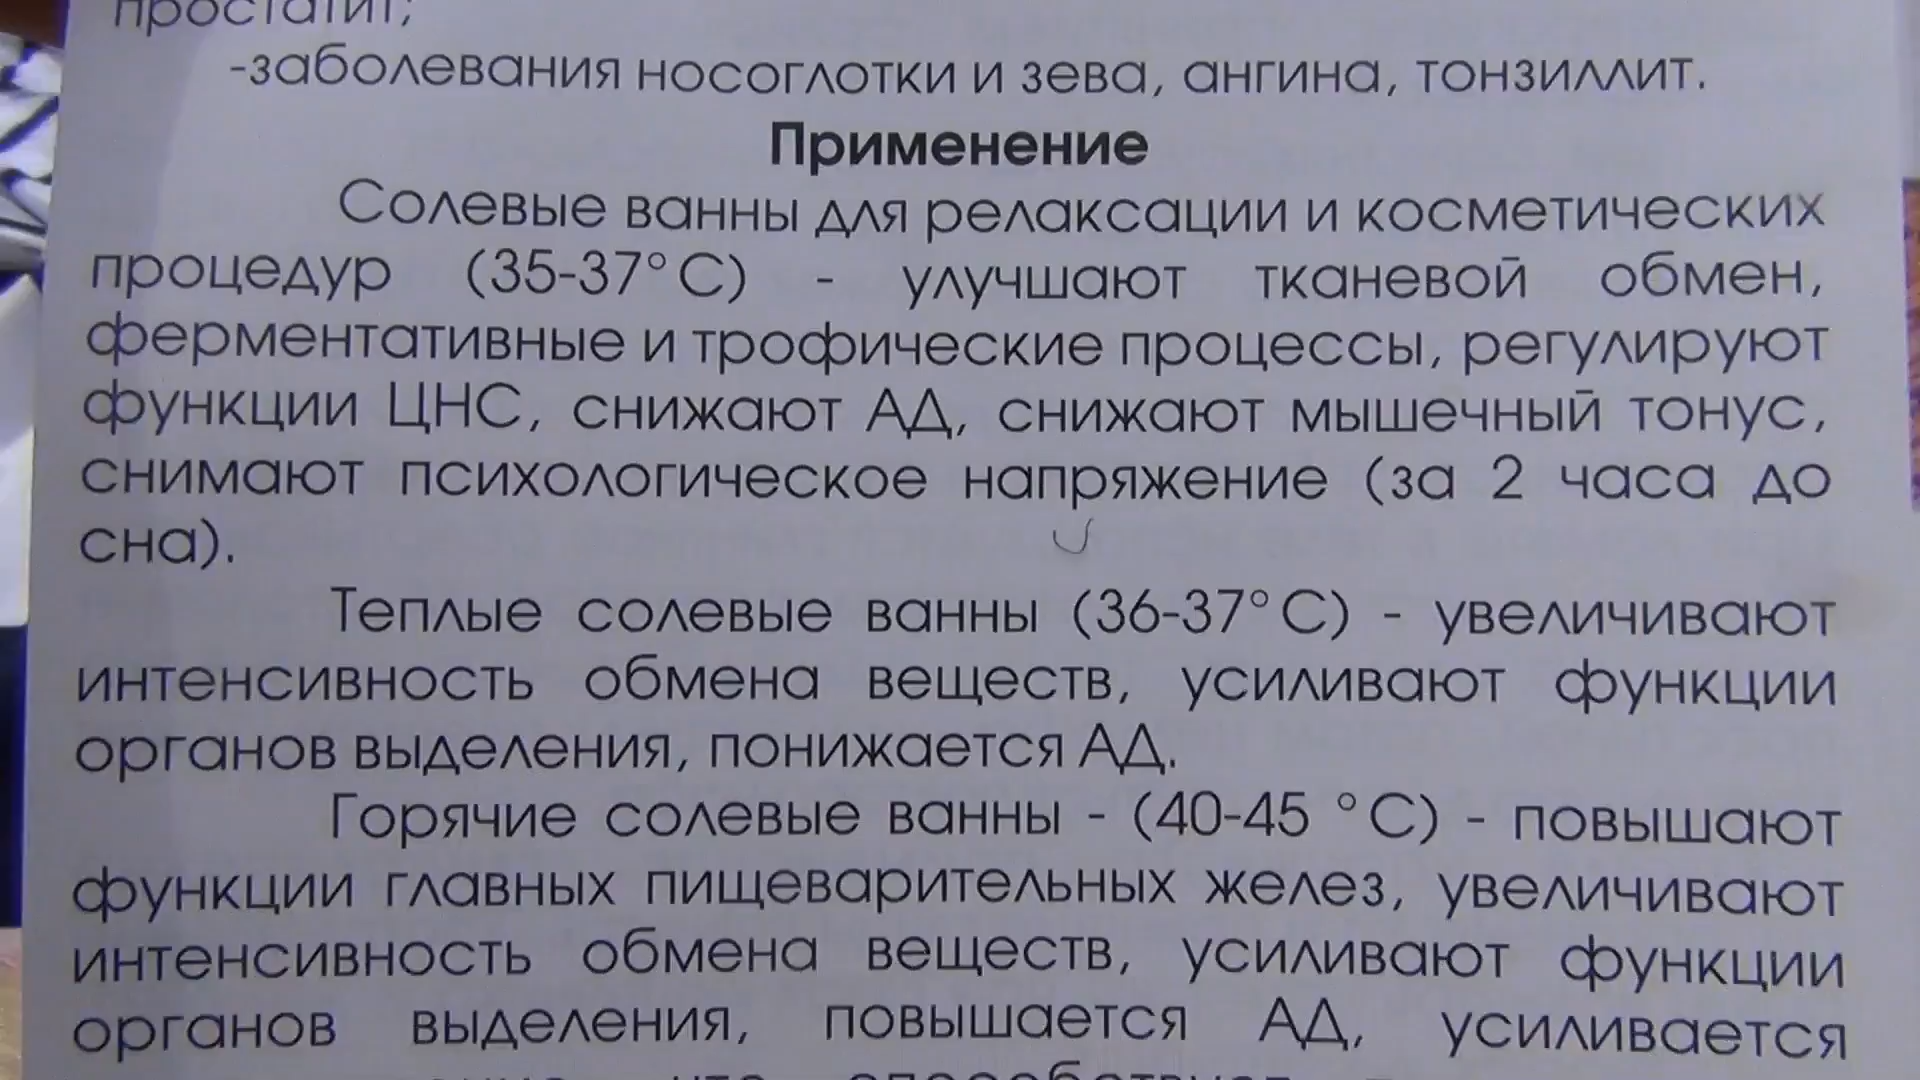 простатит;
-заболевания носоглотки и зева, ангина, тонзиллит.
Применение
Солевые ванны для релаксации и косметических
процедур (35-37°С) - улучшают тканевой обмен,
ферментативные и трофические процессы, регулируют
функции ЦНС, снижают АД, снижают мышечный тонус,
снимают психологическое напряжение (за 2 часа до
сна).
Теплые солевые ванны (36-37°С) - увеличивают
интенсивность обмена веществ, усиливают функции
органов выделения, понижается АД.
Горячие солевые ванны - (40-45 °С) - повышают
функции главных пищеварительных желез, увеличивают
интенсивность обмена веществ, усиливают функции
органов выделения, повышается АД, усиливается